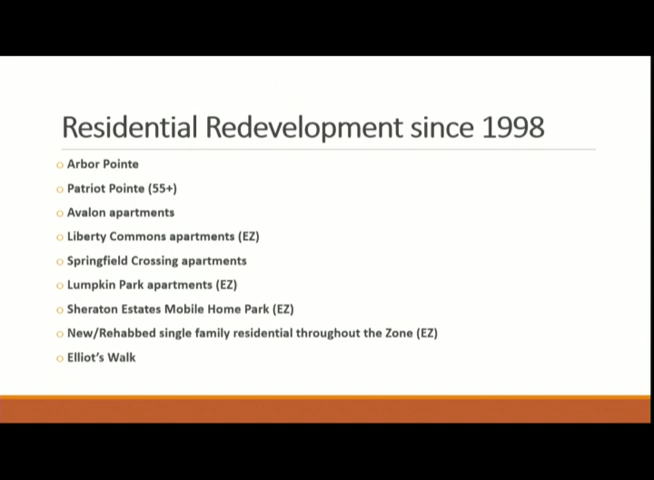 Residential Redevelopment since 1998
Arbor Pointe
Patriot Pointe (55+)
Avalon apartments
Liberty Commons apartments (EZ)
Springfield Crossing apartments
Lumpkin Park apartments (EZ)
Sheraton Estates Mobile Home Park (EZ)
New/Rehabbed single family residential throughout the Zone (EZ)
Elliot's Walk